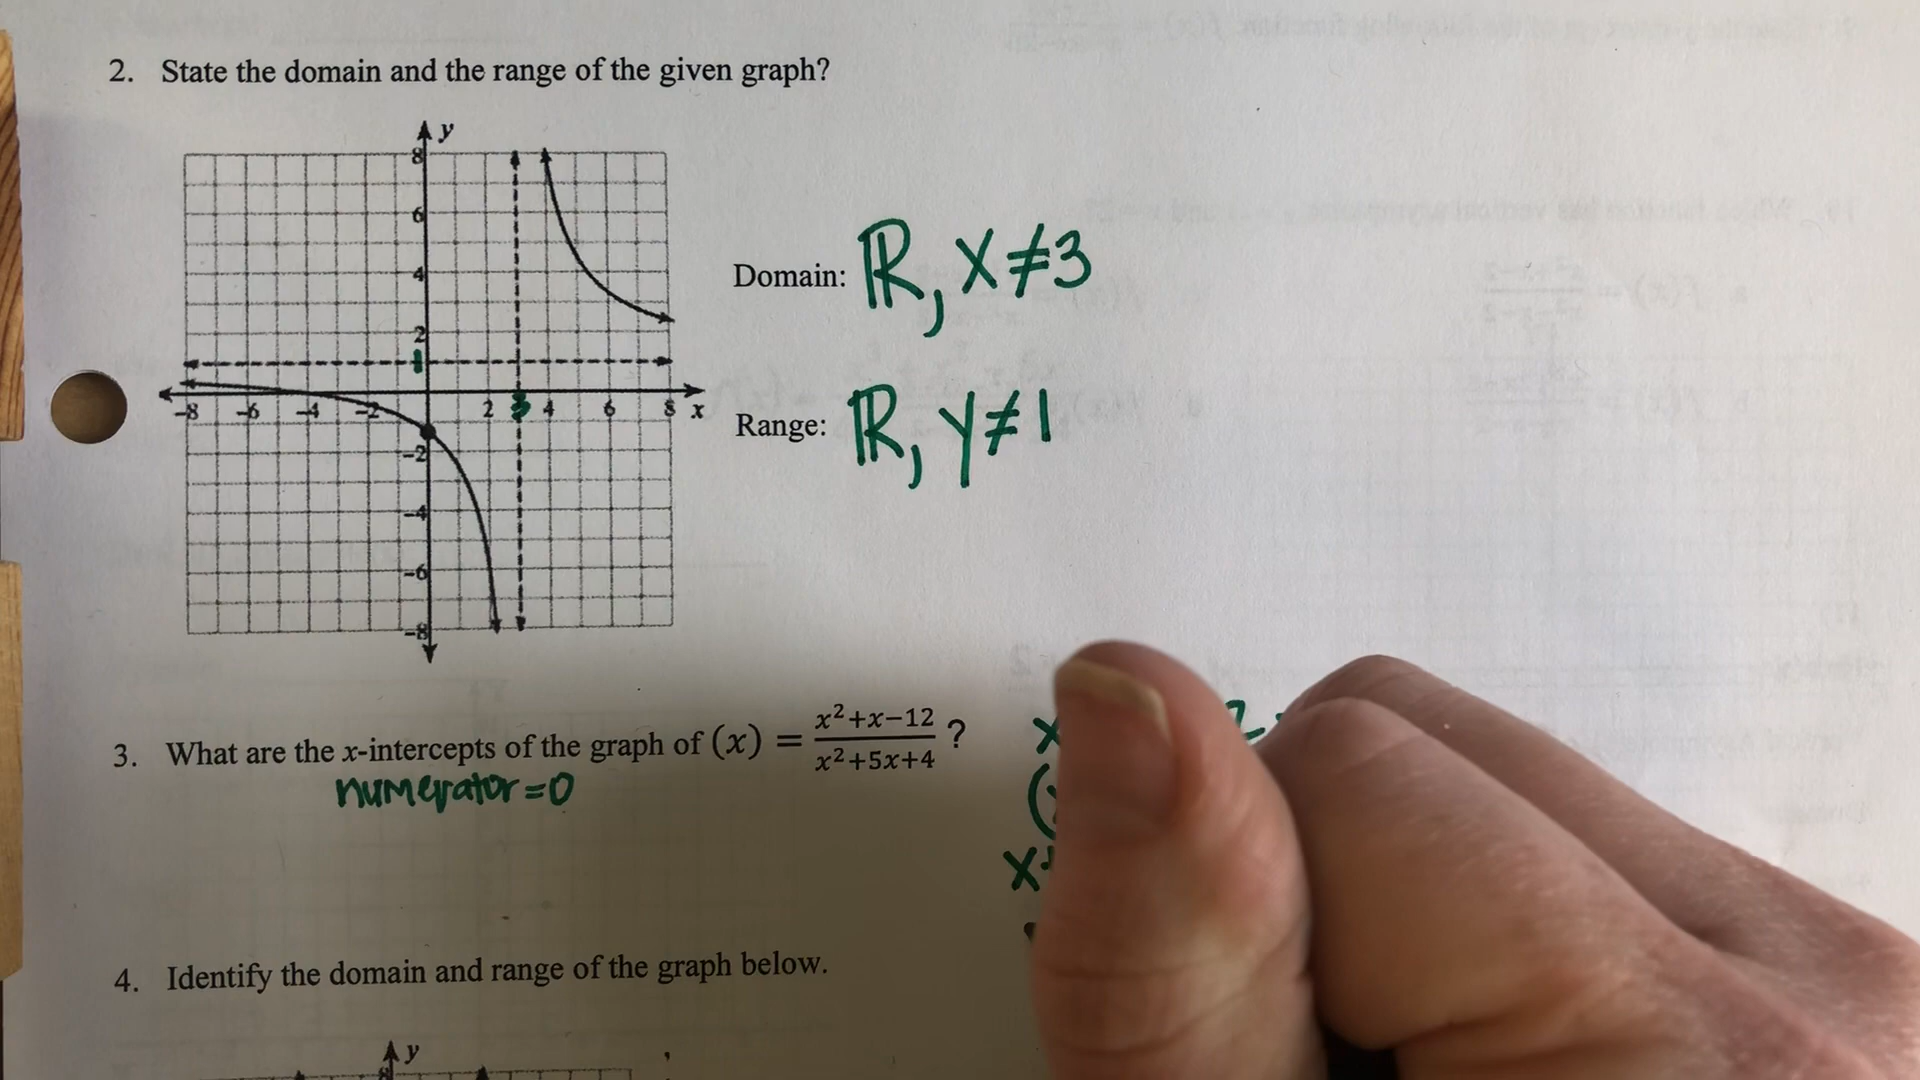 2. State the domain and the range of the given graph?
y
8
6
4
2
1
-8 -6 -4 -2 2 3 4 6 8 x
-2
-4
-6
-8
Domain: ℝ, x≠3
Range: ℝ, y≠1
3. What are the x-intercepts of the graph of (x) = x²+x−12 / x²+5x+4 ?
numerator=0
x
(
x+
4. Identify the domain and range of the graph below.
y
8